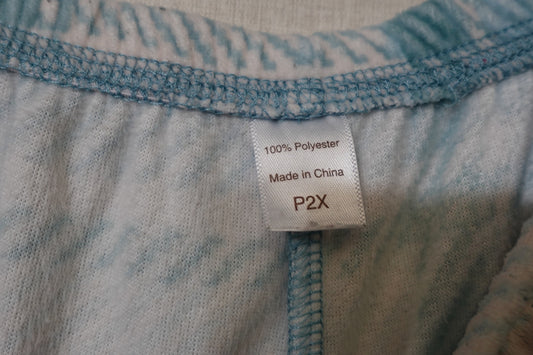 100% Polyester
Made in China
P2X